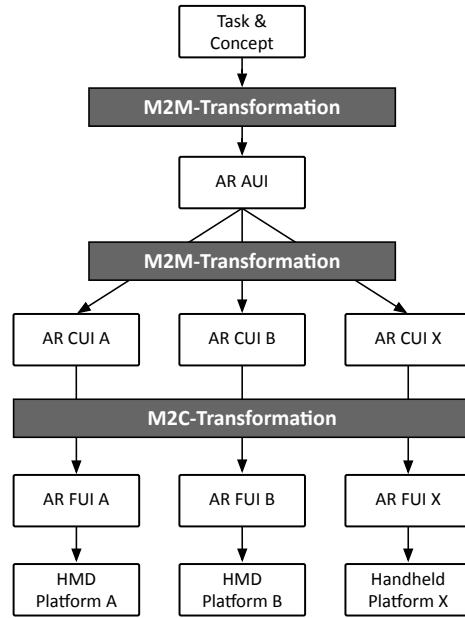 Task &
Concept
M2M-Transformation
AR AUI
M2M-Transformation
AR CUI A
AR CUI B
AR CUI X
M2C-Transformation
AR FUI A
AR FUI B
AR FUI X
HMD
Platform A
HMD
Platform B
Handheld
Platform X